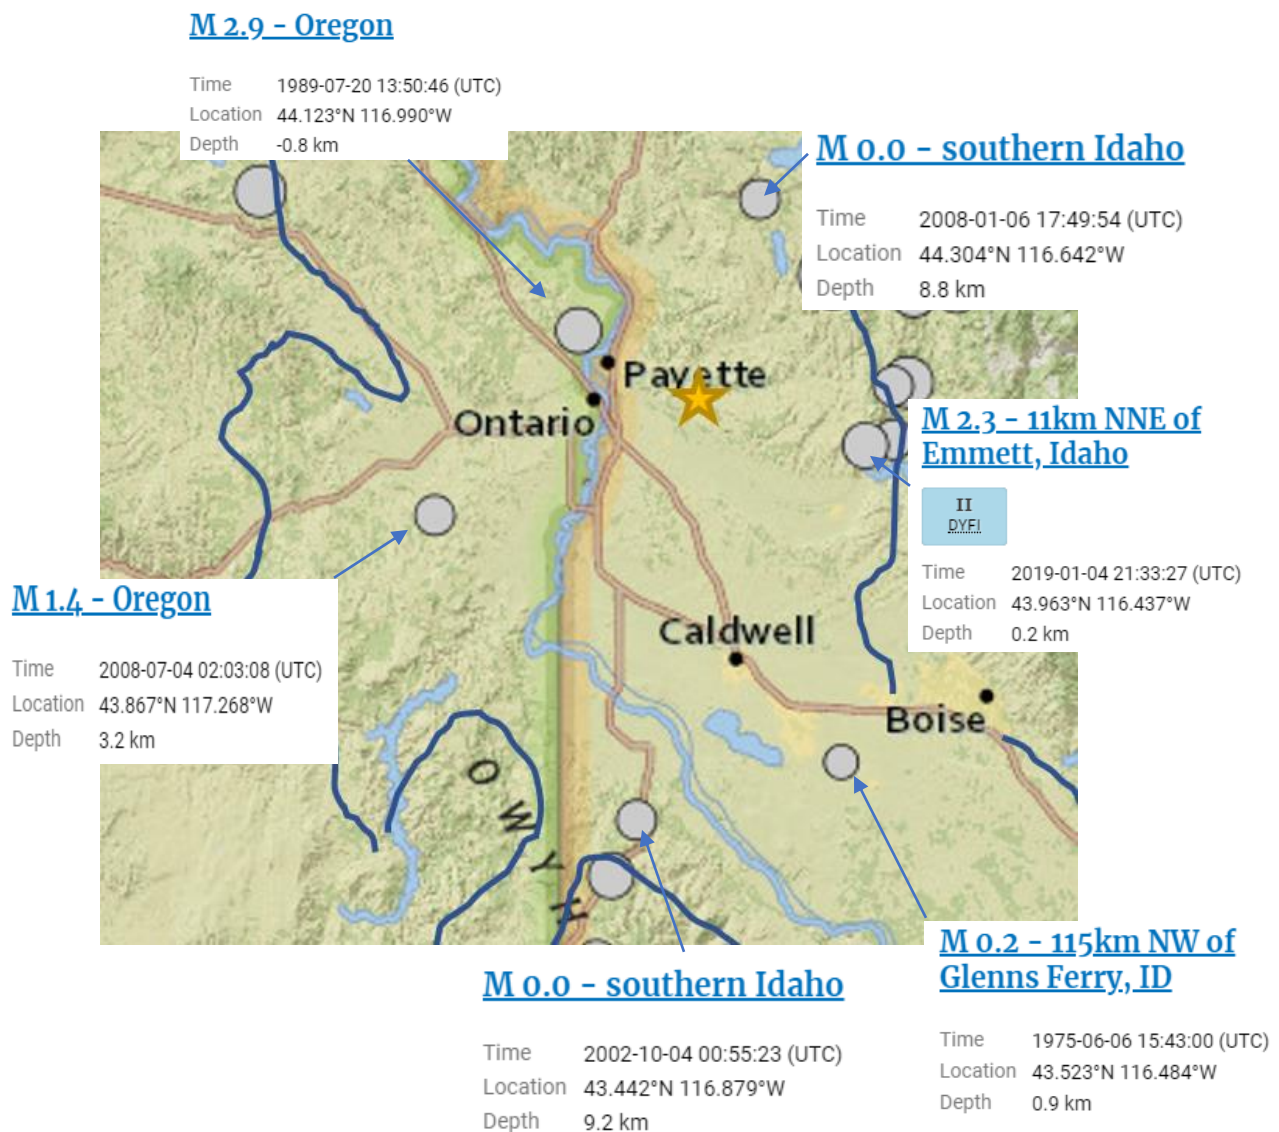 M 2.9 - Oregon
Time 1989-07-20 13:50:46 (UTC)
Location 44.123°N 116.990°W
Depth -0.8 km
M 0.0 - southern Idaho
Time 2008-01-06 17:49:54 (UTC)
Location 44.304°N 116.642°W
Depth 8.8 km
Payette
Ontario
M 2.3 - 11km NNE of
Emmett, Idaho
II
DYFI
Time 2019-01-04 21:33:27 (UTC)
Location 43.963°N 116.437°W
Depth 0.2 km
M 1.4 - Oregon
Time 2008-07-04 02:03:08 (UTC)
Location 43.867°N 117.268°W
Depth 3.2 km
Caldwell
Boise
O W Y H
M 0.0 - southern Idaho
Time 2002-10-04 00:55:23 (UTC)
Location 43.442°N 116.879°W
Depth 9.2 km
M 0.2 - 115km NW of
Glenns Ferry, ID
Time 1975-06-06 15:43:00 (UTC)
Location 43.523°N 116.484°W
Depth 0.9 km